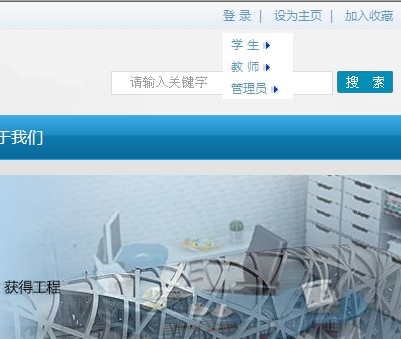 登 录 | 设为主页 | 加入收藏
学 生
教 师
管理员
请输入关键字 搜 索
于我们
获得工程